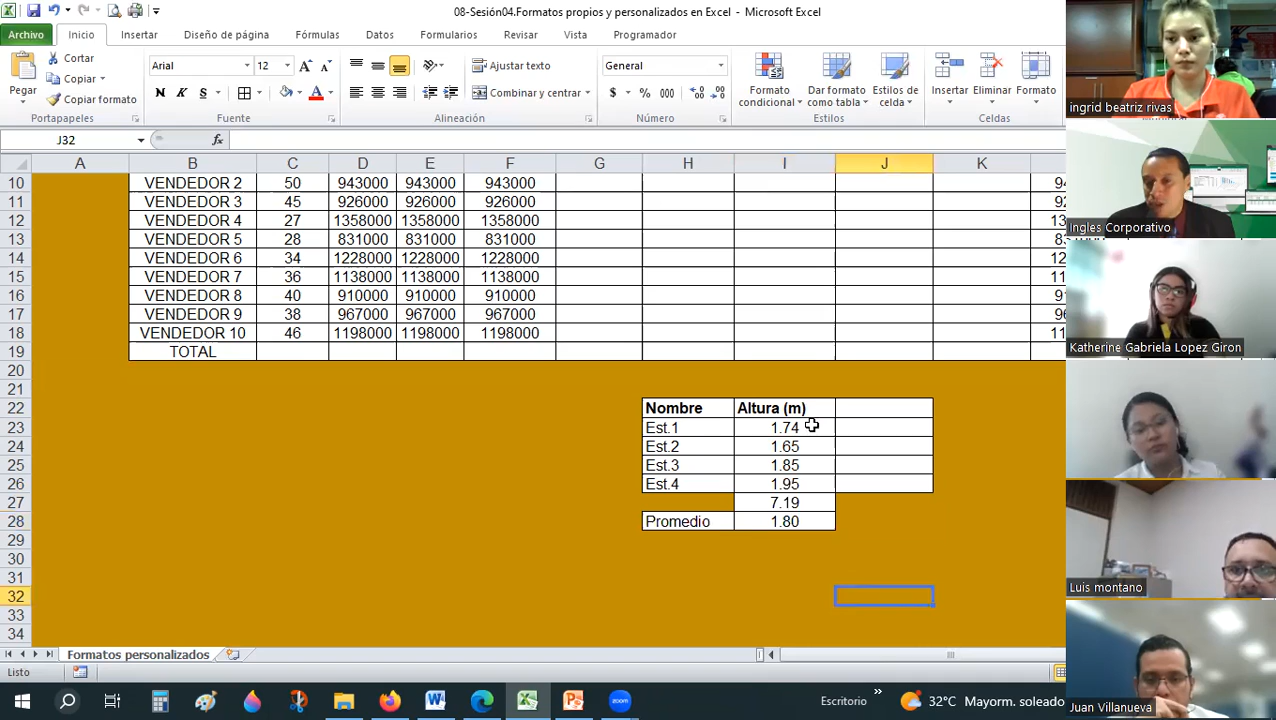 08-Sesión04.Formatos propios y personalizados en Excel - Microsoft Excel
Archivo Inicio Insertar Diseño de página Fórmulas Datos Formularios Revisar Vista Programador
Pegar
Cortar
Copiar
Copiar formato
Portapapeles
Arial 12
N K S
Fuente
Ajustar texto
Combinar y centrar
Alineación
General
$ % 000
Número
Formato condicional
Dar formato como tabla
Estilos de celda
Estilos
Insertar
Eliminar
Formato
Celdas
J32 fx
A B C D E F G H I J K
10 VENDEDOR 2 50 943000 943000 943000
11 VENDEDOR 3 45 926000 926000 926000
12 VENDEDOR 4 27 1358000 1358000 1358000
13 VENDEDOR 5 28 831000 831000 831000
14 VENDEDOR 6 34 1228000 1228000 1228000
15 VENDEDOR 7 36 1138000 1138000 1138000
16 VENDEDOR 8 40 910000 910000 910000
17 VENDEDOR 9 38 967000 967000 967000
18 VENDEDOR 10 46 1198000 1198000 1198000
19 TOTAL
20
21
22 Nombre Altura (m)
23 Est.1 1.74
24 Est.2 1.65
25 Est.3 1.85
26 Est.4 1.95
27 7.19
28 Promedio 1.80
29
30
31
32
33
34
Formatos personalizados
Listo
Escritorio
32°C Mayorm. soleado
zoom
ingrid beatriz rivas
Ingles Corporativo
Katherine Gabriela Lopez Giron
Luis montano
Juan Villanueva